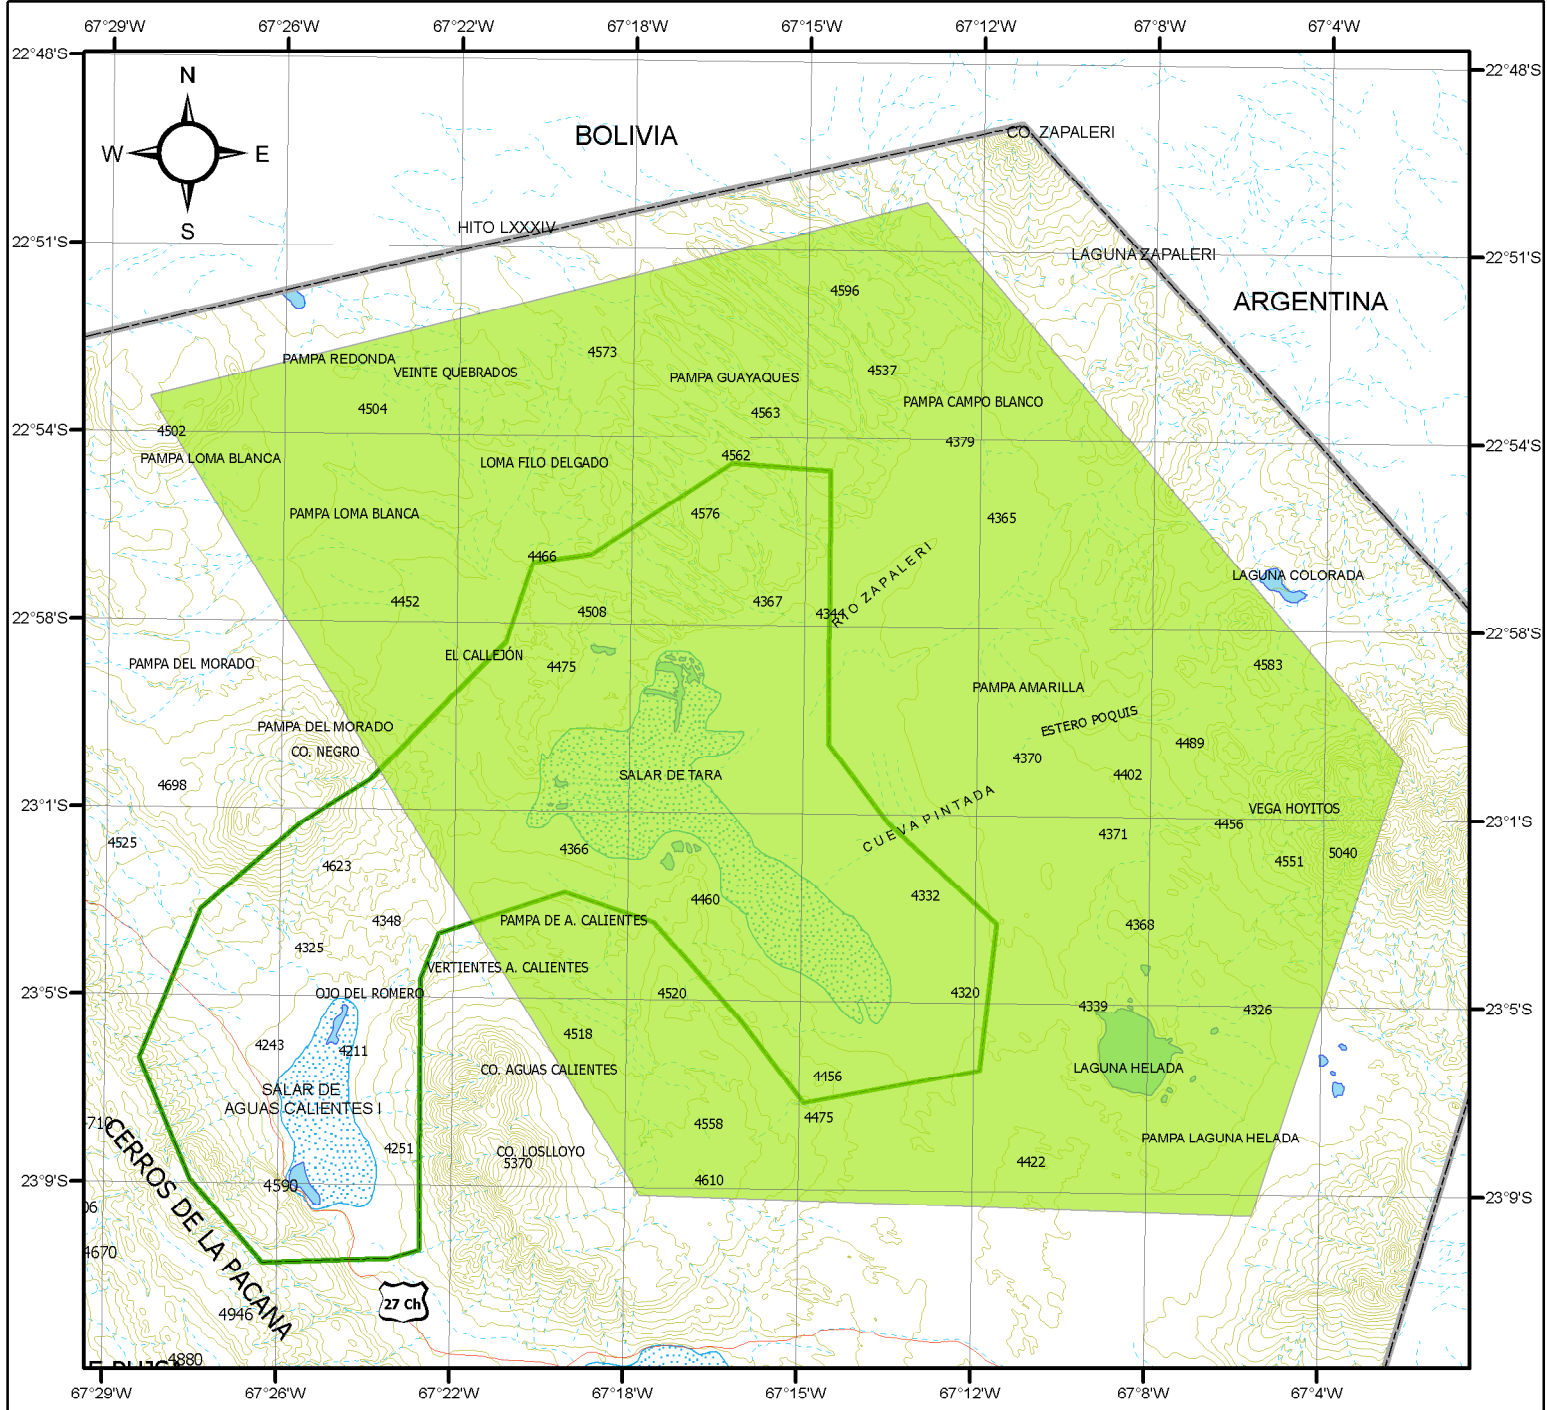 67°29'W 67°26'W 67°22'W 67°18'W 67°15'W 67°12'W 67°8'W 67°4'W
22°48'S
22°48'S
N
W E
S
BOLIVIA
CO. ZAPALERI
HITO LXXXIV
22°51'S
LAGUNA ZAPALERI
22°51'S
4596
ARGENTINA
PAMPA REDONDA
VEINTE QUEBRADOS
4573
PAMPA GUAYAQUES
4537
4504
4563
PAMPA CAMPO BLANCO
22°54'S
4502
4379
22°54'S
PAMPA LOMA BLANCA
LOMA FILO DELGADO
4562
PAMPA LOMA BLANCA
4576
4365
4466
RIO ZAPALERI
LAGUNA COLORADA
4452
4508
4367
4344
22°58'S
22°58'S
PAMPA DEL MORADO
EL CALLEJÓN
4475
4583
PAMPA AMARILLA
ESTERO POQUIS
PAMPA DEL MORADO
CO. NEGRO
4489
4698
SALAR DE TARA
4370
4402
23°1'S
CUEVA PINTADA
VEGA HOYITOS
23°1'S
4525
4371
4456
4623
4366
4551
5040
4460
4332
4348
PAMPA DE A. CALIENTES
4368
4325
VERTIENTES A. CALIENTES
23°5'S
OJO DEL ROMERO
4520
4320
4339
4326
23°5'S
4243
4211
4518
CO. AGUAS CALIENTES
4456
LAGUNA HELADA
SALAR DE
AGUAS CALIENTES I
4475
4710
4558
PAMPA LAGUNA HELADA
4251
CO. LOSLLOYO
5370
4422
23°9'S
4590
4610
23°9'S
CERROS DE LA PACANA
06
4670
27 Ch
4946
4880
67°29'W 67°26'W 67°22'W 67°18'W 67°15'W 67°12'W 67°8'W 67°4'W